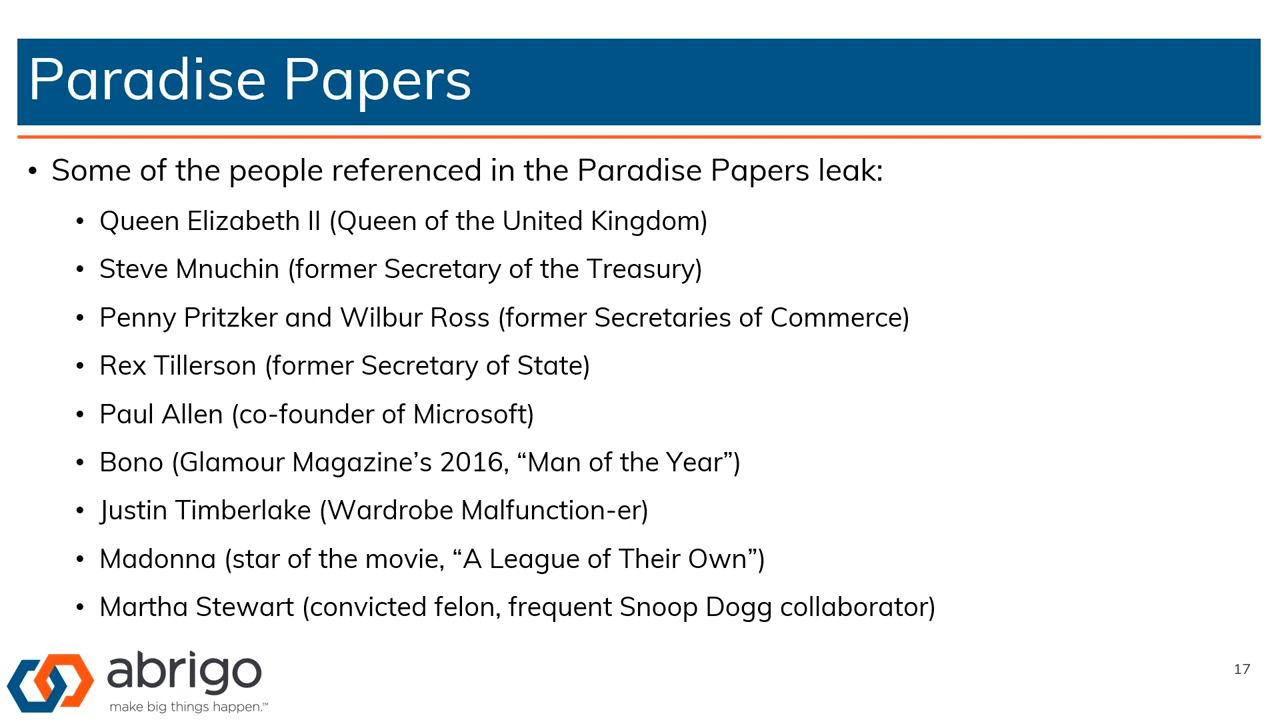 Paradise Papers
• Some of the people referenced in the Paradise Papers leak:
• Queen Elizabeth II (Queen of the United Kingdom)
• Steve Mnuchin (former Secretary of the Treasury)
• Penny Pritzker and Wilbur Ross (former Secretaries of Commerce)
• Rex Tillerson (former Secretary of State)
• Paul Allen (co-founder of Microsoft)
• Bono (Glamour Magazine’s 2016, “Man of the Year”)
• Justin Timberlake (Wardrobe Malfunction-er)
• Madonna (star of the movie, “A League of Their Own”)
• Martha Stewart (convicted felon, frequent Snoop Dogg collaborator)
abrigo
make big things happen.™
17